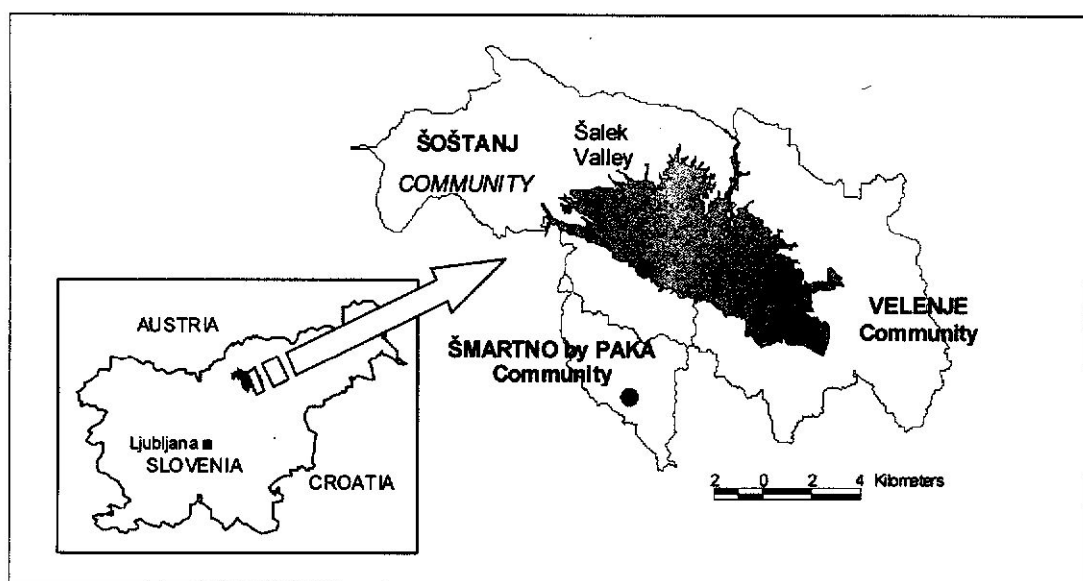 ŠOŠTANJ
COMMUNITY
Šalek
Valley
VELENJE
Community
ŠMARTNO by PAKA
Community
AUSTRIA
Ljubljana
SLOVENIA
CROATIA
2 0 2 4 Kilometers